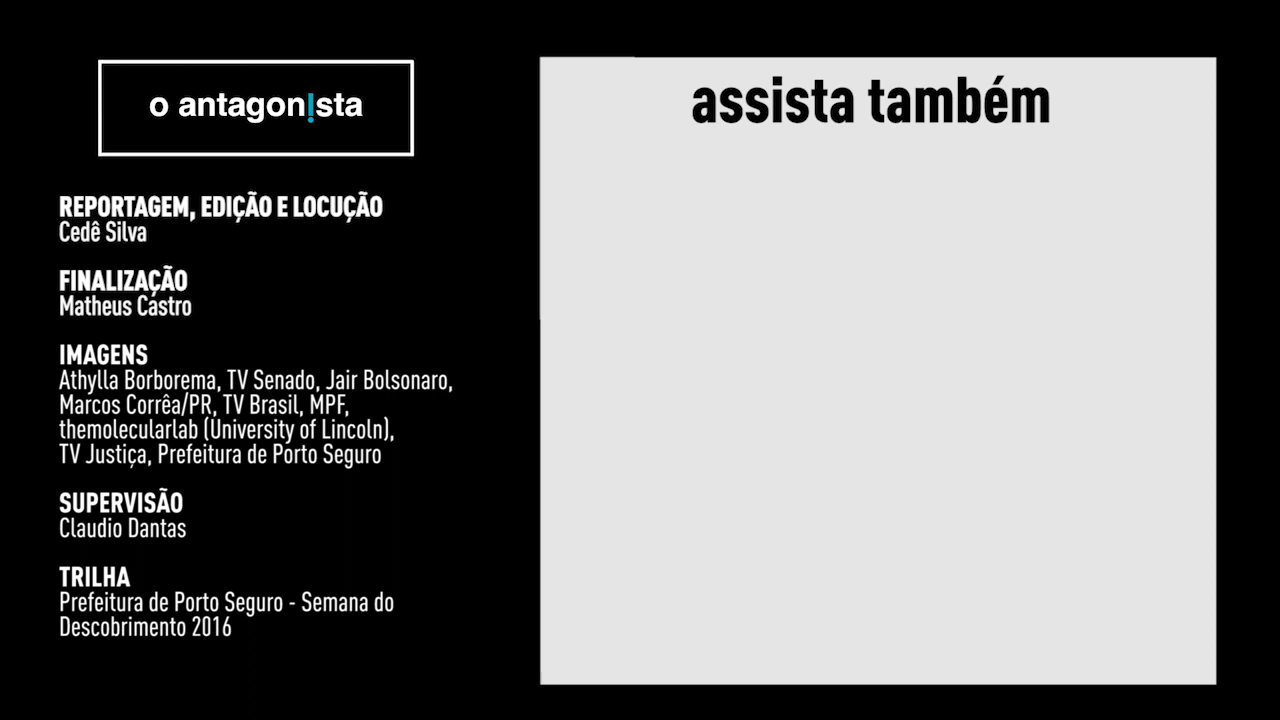 o antagon!sta
REPORTAGEM, EDIÇÃO E LOCUÇÃO
Cedê Silva
FINALIZAÇÃO
Matheus Castro
IMAGENS
Athylla Borborema, TV Senado, Jair Bolsonaro,
Marcos Corrêa/PR, TV Brasil, MPF,
themolecularlab (University of Lincoln),
TV Justiça, Prefeitura de Porto Seguro
SUPERVISÃO
Claudio Dantas
TRILHA
Prefeitura de Porto Seguro - Semana do
Descobrimento 2016
assista também